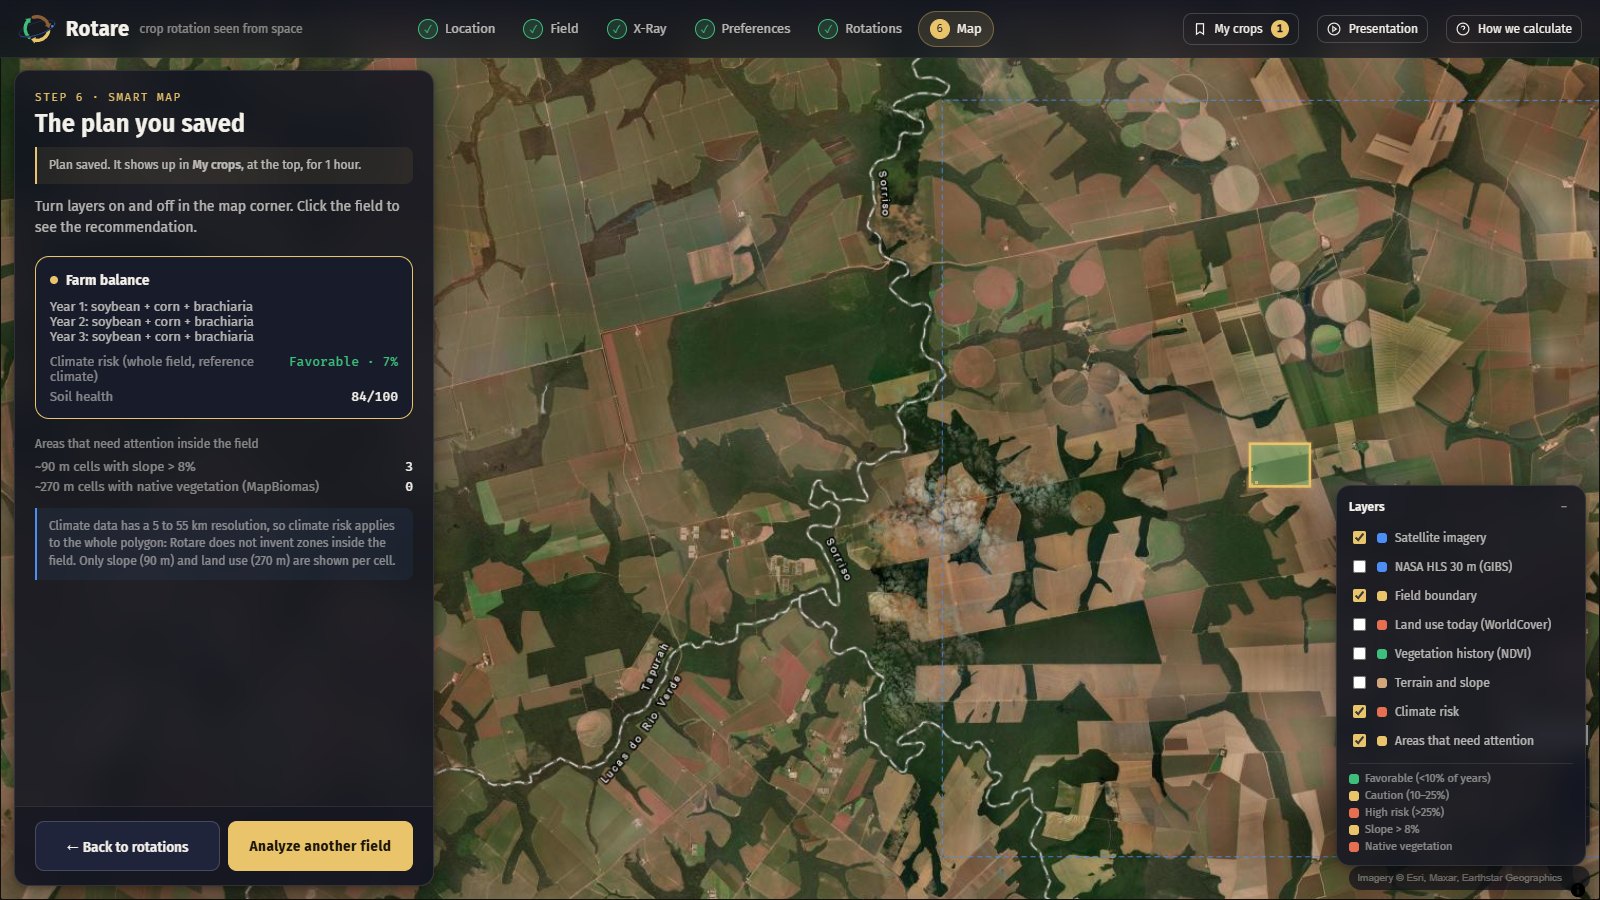 Rotare crop rotation seen from space
✓ Location
✓ Field
✓ X-Ray
✓ Preferences
✓ Rotations
6 Map
My crops 1
Presentation
How we calculate
STEP 6 · SMART MAP
The plan you saved
Plan saved. It shows up in My crops, at the top, for 1 hour.
Turn layers on and off in the map corner. Click the field to
see the recommendation.
Farm balance
Year 1: soybean + corn + brachiaria
Year 2: soybean + corn + brachiaria
Year 3: soybean + corn + brachiaria
Climate risk (whole field, reference
climate)
Favorable · 7%
Soil health 84/100
Areas that need attention inside the field
~90 m cells with slope > 8% 3
~270 m cells with native vegetation (MapBiomas) 0
Climate data has a 5 to 55 km resolution, so climate risk applies
to the whole polygon: Rotare does not invent zones inside the
field. Only slope (90 m) and land use (270 m) are shown per cell.
← Back to rotations
Analyze another field
Sorriso
Sorriso
Tapurah
Lucas do Rio Verde
Layers −
Satellite imagery
NASA HLS 30 m (GIBS)
Field boundary
Land use today (WorldCover)
Vegetation history (NDVI)
Terrain and slope
Climate risk
Areas that need attention
Favorable (<10% of years)
Caution (10–25%)
High risk (>25%)
Slope > 8%
Native vegetation
Imagery © Esri, Maxar, Earthstar Geographics